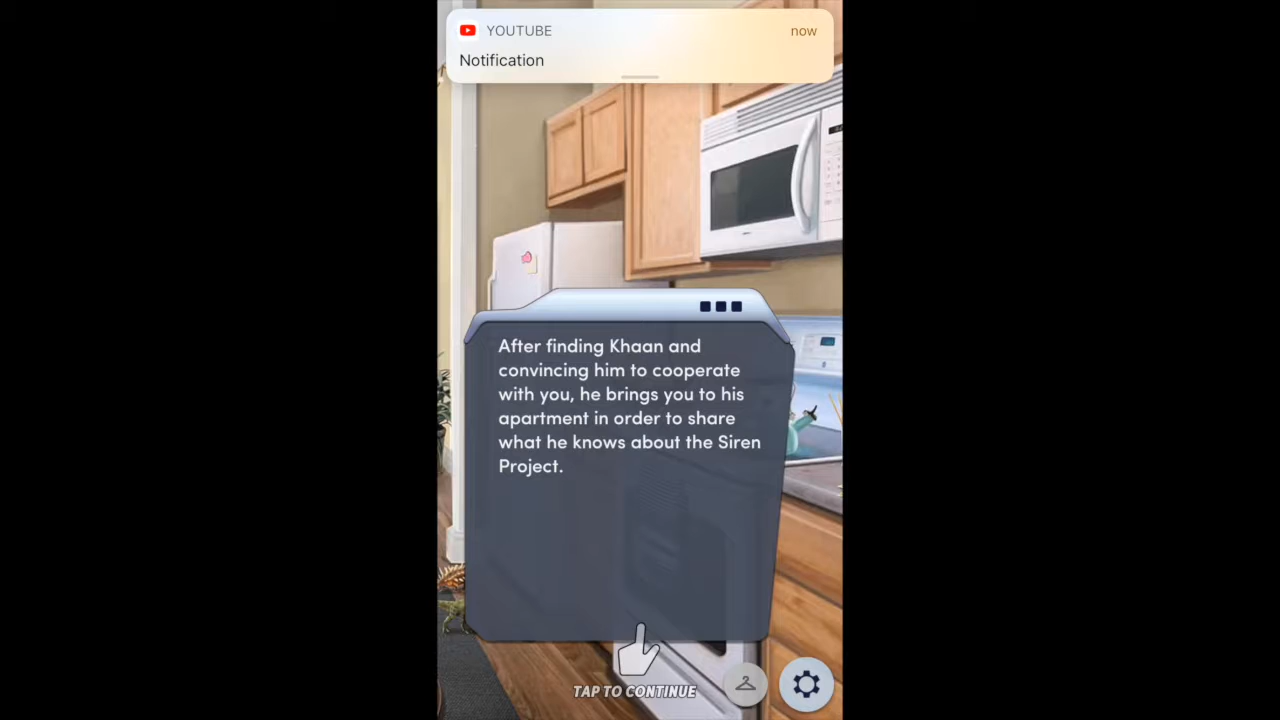 YOUTUBE
now
Notification
After finding Khaan and
convincing him to cooperate
with you, he brings you to his
apartment in order to share
what he knows about the Siren
Project.
TAP TO CONTINUE